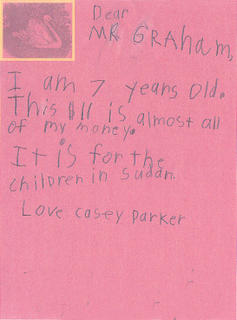 Dear
MR GRAHam,
I am 7 years old.
This is almost all
of my money.
It is for the
children in sudan.
Love casey parker